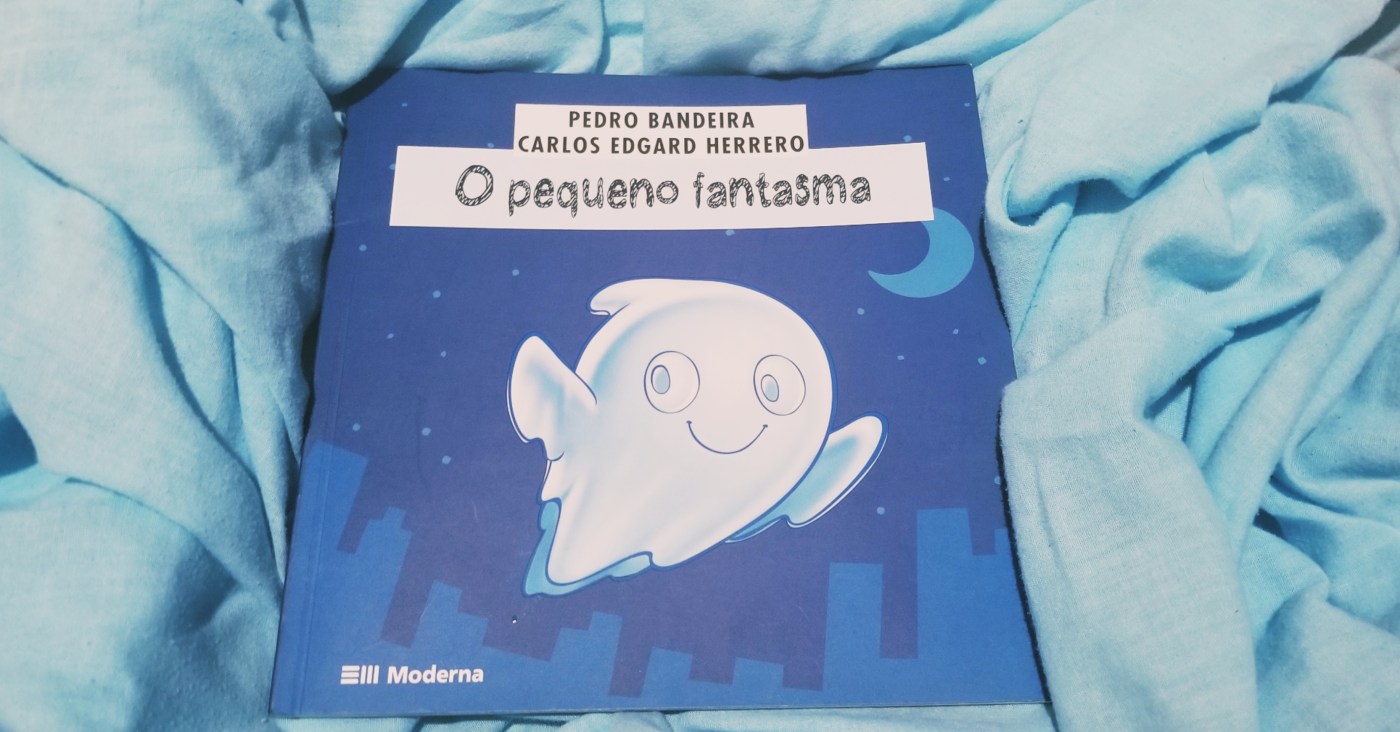 PEDRO BANDEIRA
CARLOS EDGARD HERRERO
O pequeno fantasma
Moderna